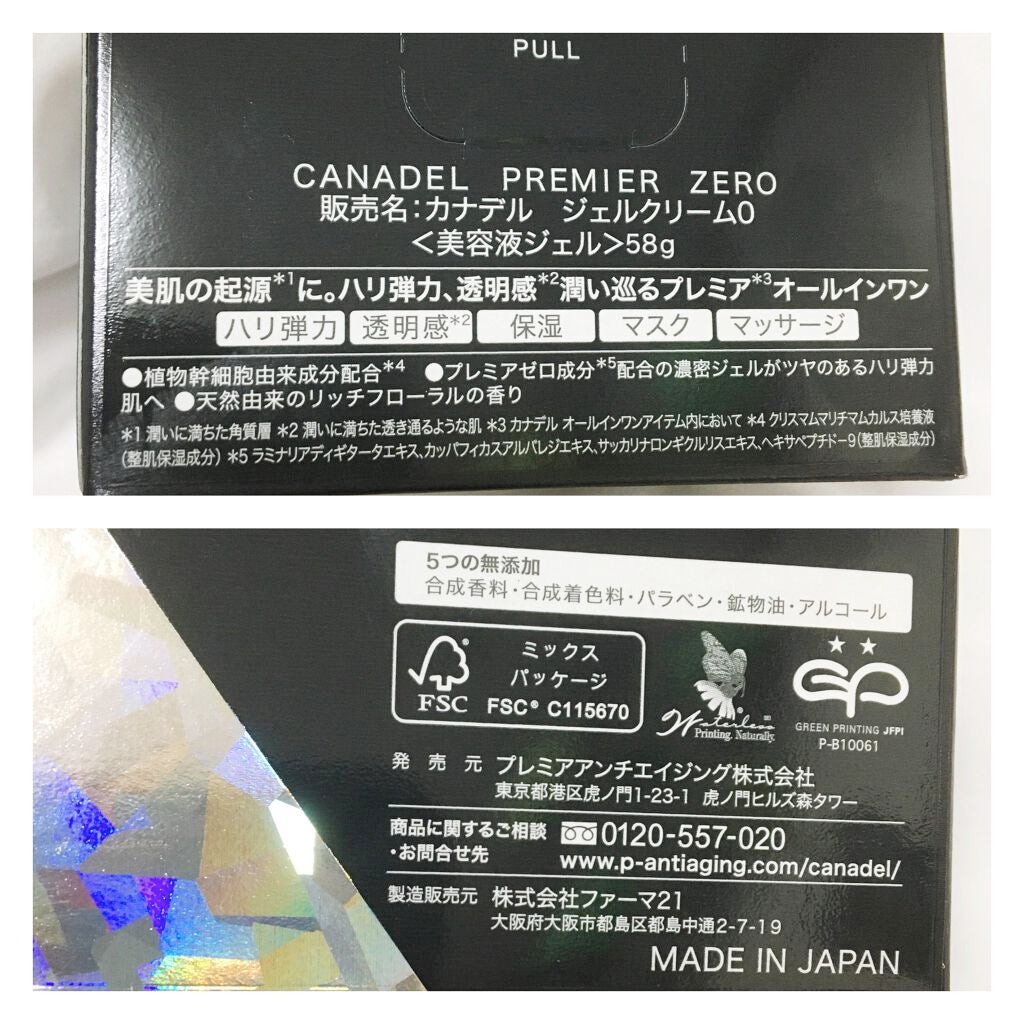 PULL
CANADEL PREMIER ZERO
販売名:カナデル ジェルクリーム0
<美容液ジェル>58g
美肌の起源*1に。ハリ弾力、透明感*2潤い巡るプレミア*3オールインワン
ハリ弾力 透明感*2 保湿 マスク マッサージ
●植物幹細胞由来成分配合*4 ●プレミアゼロ成分*5配合の濃密ジェルがツヤのあるハリ弾力
肌へ ●天然由来のリッチフローラルの香り
*1 潤いに満ちた角質層 *2 潤いに満ちた透き通るような肌 *3 カナデル オールインワンアイテム内において *4 クリスマムマリチマムカルス培養液
(整肌保湿成分) *5 ラミナリアディギタータエキス、カッパフィカスアルバレジエキス、サッカリナロンギクルリスエキス、ヘキサペプチド-9(整肌保湿成分)
5つの無添加
合成香料・合成着色料・パラベン・鉱物油・アルコール
FSC®
ミックス
パッケージ
FSC® C115670
Waterless
Printing. Naturally.
GREEN PRINTING JFPI
P-B10061
発売元 プレミアアンチエイジング株式会社
東京都港区虎ノ門1-23-1 虎ノ門ヒルズ森タワー
商品に関するご相談
・お問合せ先
0120-557-020
www.p-antiaging.com/canadel/
製造販売元 株式会社ファーマ21
大阪府大阪市都島区都島中通2-7-19
MADE IN JAPAN